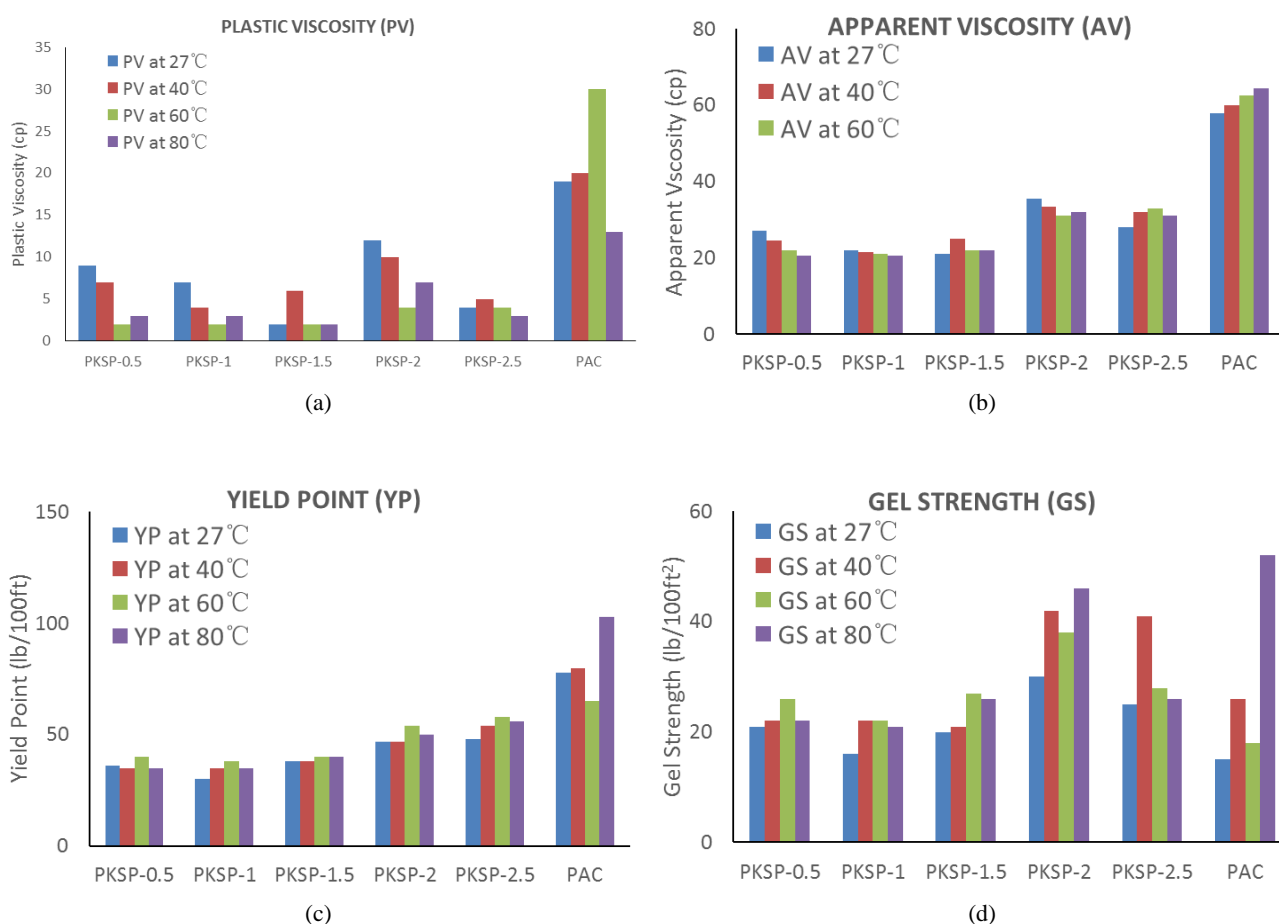 PLASTIC VISCOSITY (PV)
35
30
25
20
15
10
5
0
Plastic Viscosity (cp)
PV at 27℃
PV at 40℃
PV at 60℃
PV at 80℃
PKSP-0.5 PKSP-1 PKSP-1.5 PKSP-2 PKSP-2.5 PAC
(a)
APPARENT VISCOSITY (AV)
80
60
40
20
0
Apparent Vscosity (cp)
AV at 27℃
AV at 40℃
AV at 60℃
PKSP-0.5 PKSP-1 PKSP-1.5 PKSP-2 PKSP-2.5 PAC
(b)
YIELD POINT (YP)
150
100
50
0
Yield Point (lb/100ft)
YP at 27℃
YP at 40℃
YP at 60℃
YP at 80℃
PKSP-0.5 PKSP-1 PKSP-1.5 PKSP-2 PKSP-2.5 PAC
(c)
GEL STRENGTH (GS)
60
40
20
0
Gel Strength (lb/100ft²)
GS at 27℃
GS at 40℃
GS at 60℃
GS at 80℃
PKSP-0.5 PKSP-1 PKSP-1.5 PKSP-2 PKSP-2.5 PAC
(d)